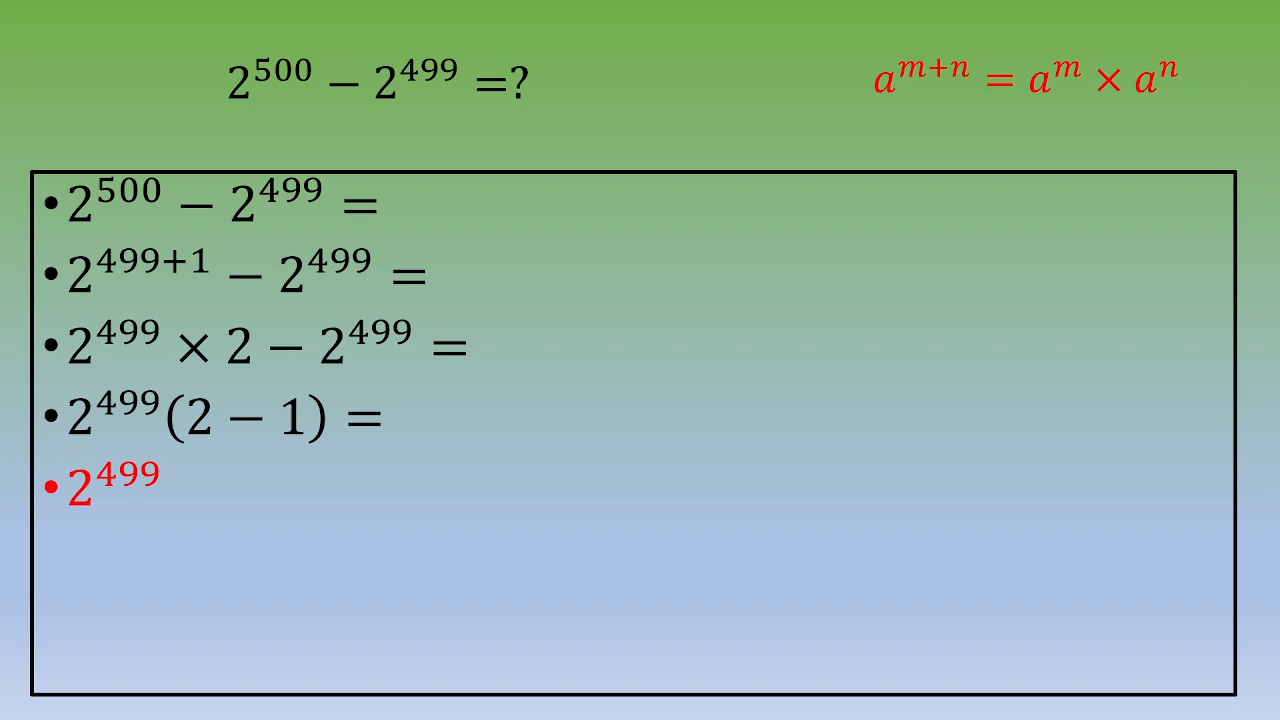 2^500 − 2^499 =?
a^{m+n} = a^m × a^n
•2^500 − 2^499 =
•2^{499+1} − 2^499 =
•2^499 × 2 − 2^499 =
•2^499(2 − 1) =
•2^499